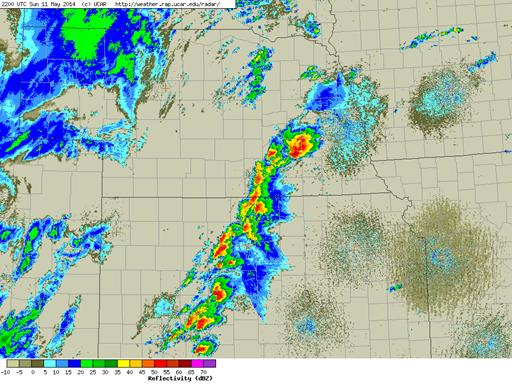 2200 UTC Sun 11 May 2014 (c) UCAR http://weather.rap.ucar.edu/radar/
-10 -5 0 5 10 15 20 25 30 35 40 45 50 55 60 65 70
Reflectivity (dBZ)